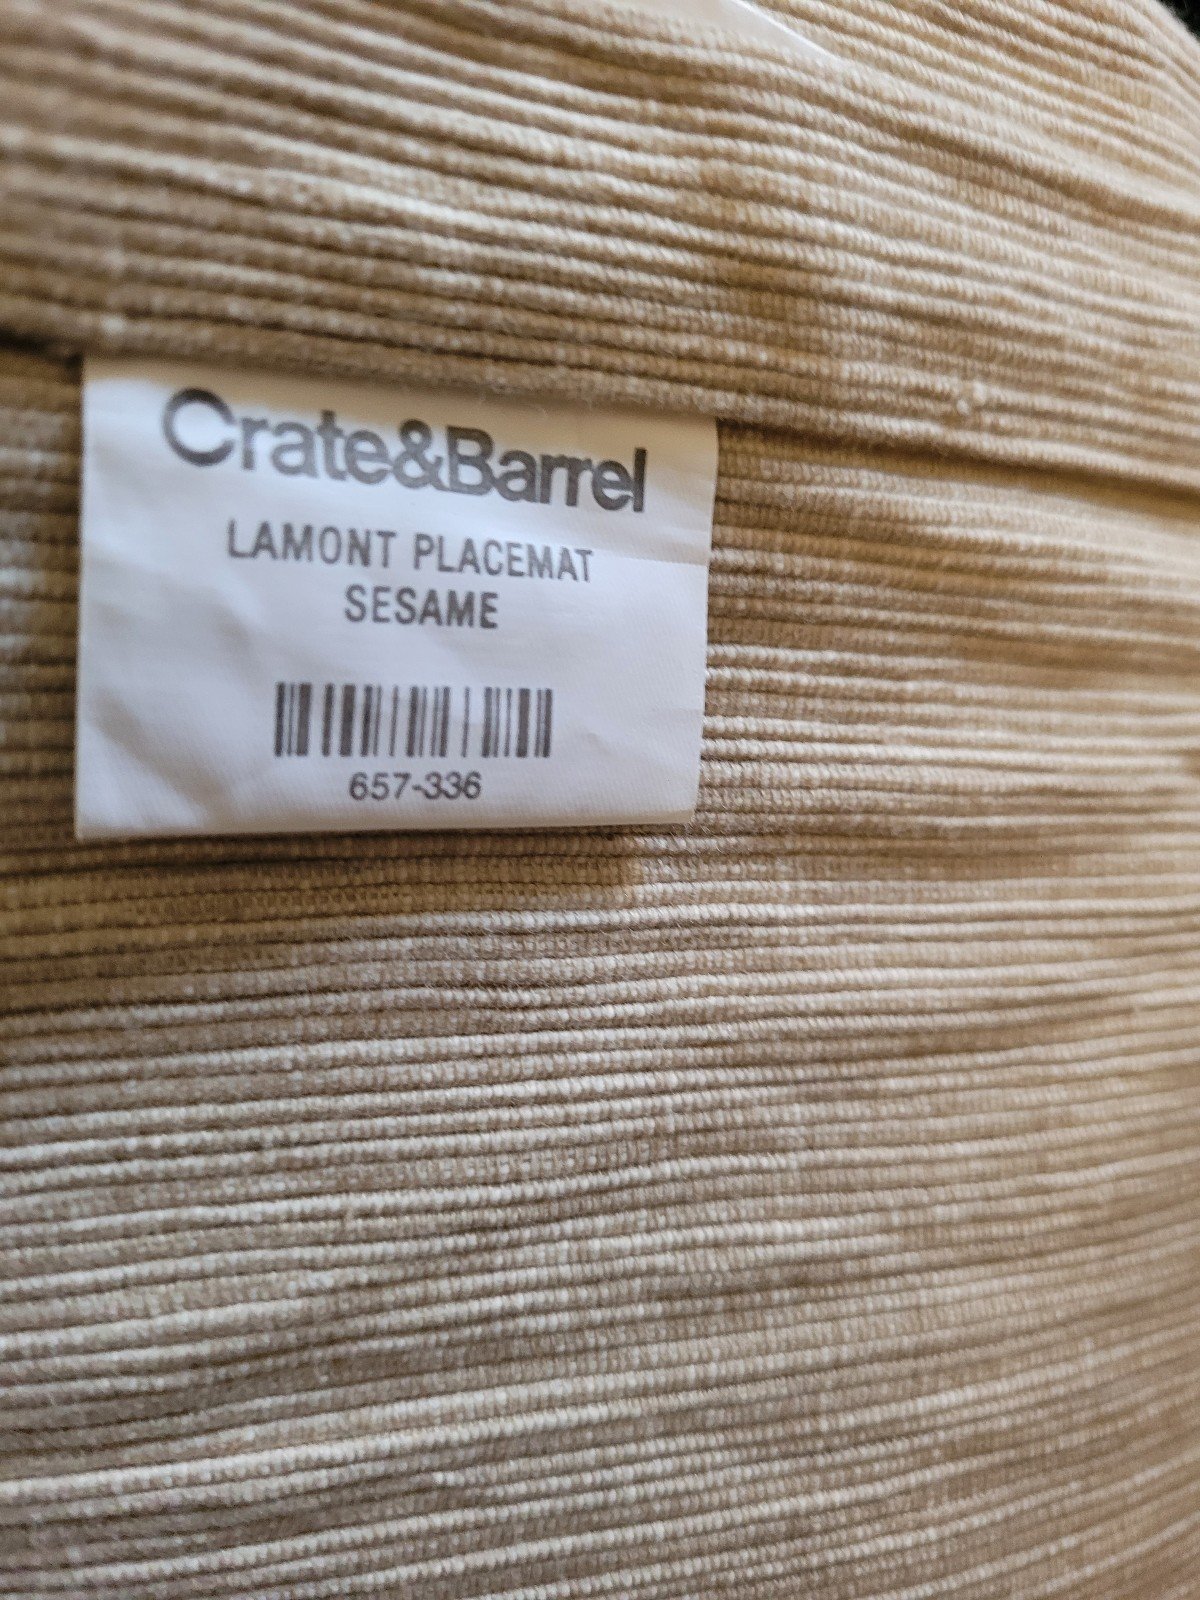 Crate&Barrel
LAMONT PLACEMAT
SESAME
657-336